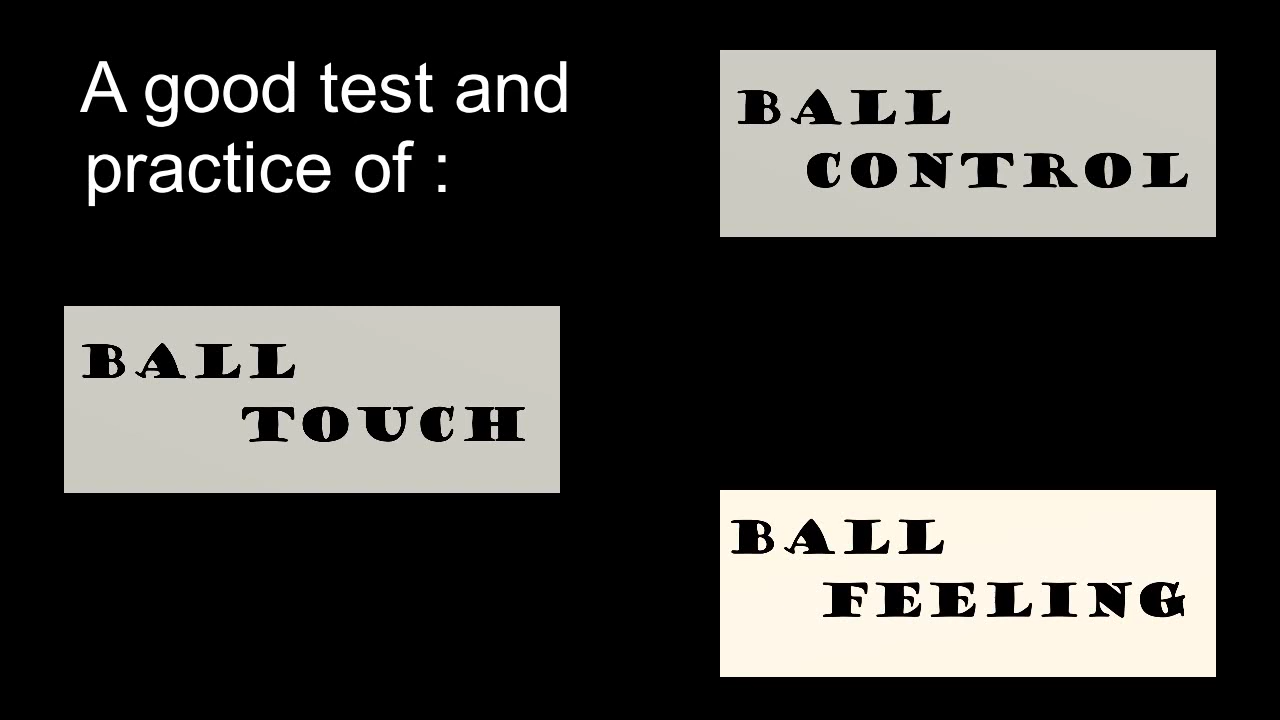 A good test and
practice of :
BALL
CONTROL
BALL
TOUCH
BALL
FEELING